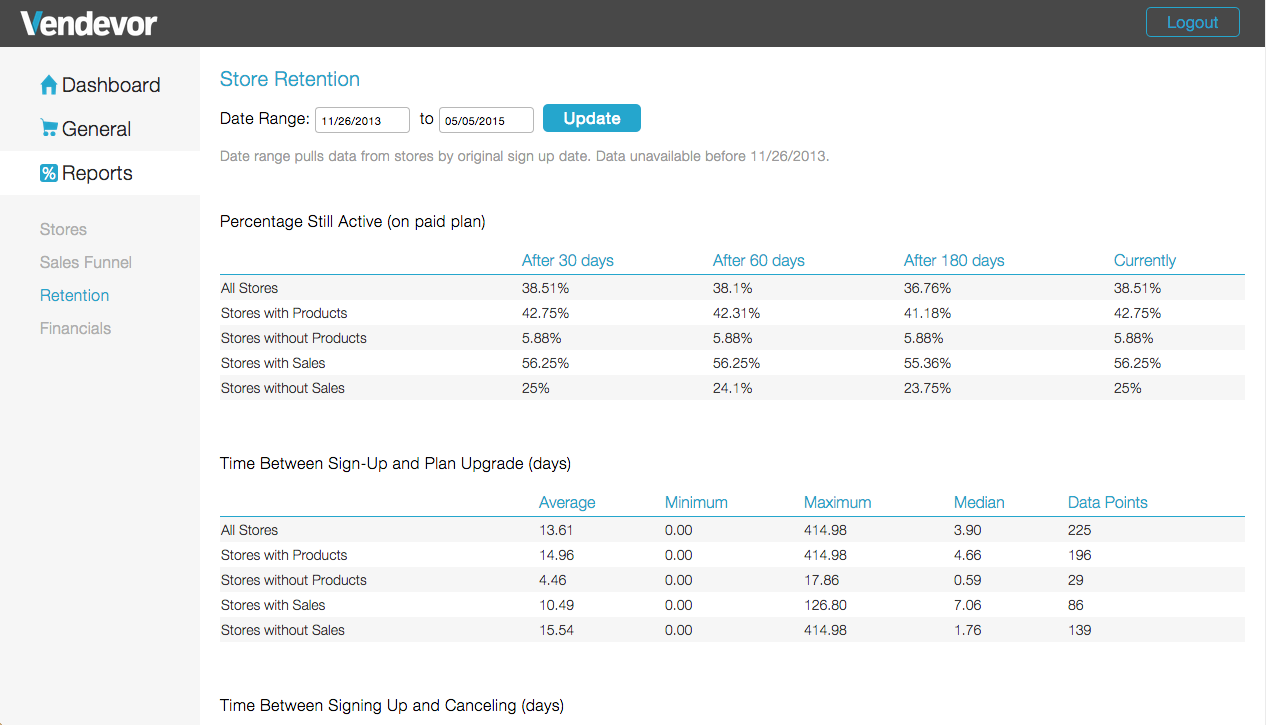 Vendevor
Logout
Dashboard
General
% Reports
Stores
Sales Funnel
Retention
Financials
Store Retention
Date Range: 11/26/2013 to 05/05/2015 Update
Date range pulls data from stores by original sign up date. Data unavailable before 11/26/2013.
Percentage Still Active (on paid plan)
After 30 days After 60 days After 180 days Currently
All Stores 38.51% 38.1% 36.76% 38.51%
Stores with Products 42.75% 42.31% 41.18% 42.75%
Stores without Products 5.88% 5.88% 5.88% 5.88%
Stores with Sales 56.25% 56.25% 55.36% 56.25%
Stores without Sales 25% 24.1% 23.75% 25%
Time Between Sign-Up and Plan Upgrade (days)
Average Minimum Maximum Median Data Points
All Stores 13.61 0.00 414.98 3.90 225
Stores with Products 14.96 0.00 414.98 4.66 196
Stores without Products 4.46 0.00 17.86 0.59 29
Stores with Sales 10.49 0.00 126.80 7.06 86
Stores without Sales 15.54 0.00 414.98 1.76 139
Time Between Signing Up and Canceling (days)